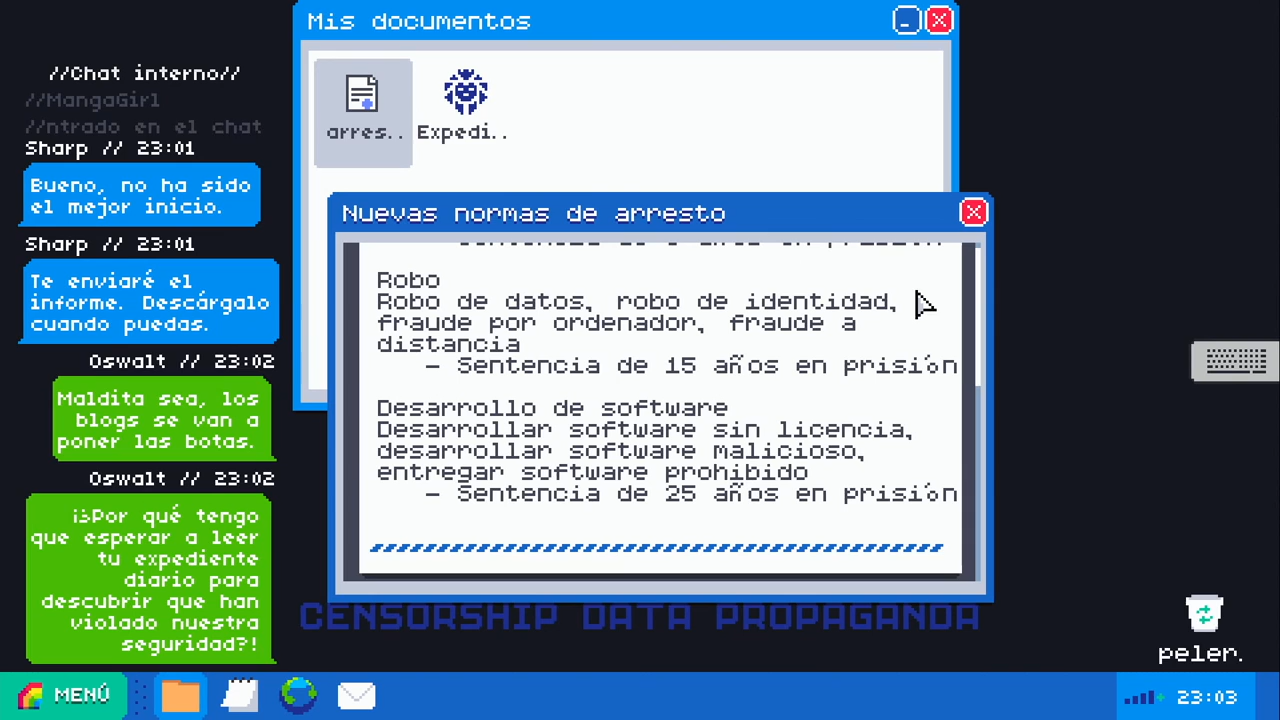 Mis documentos
arres..
Expedi..
//Chat interno//
//MangaGirl
//ntrado en el chat
Sharp // 23:01
Bueno, no ha sido
el mejor inicio.
Sharp // 23:01
Te enviaré el
informe. Descárgalo
cuando puedas.
Oswalt // 23:02
Maldita sea, los
blogs se van a
poner las botas.
Oswalt // 23:02
¡¿Por qué tengo
que esperar a leer
tu expediente
diario para
descubrir que han
violado nuestra
seguridad?!
Nuevas normas de arresto
Robo
Robo de datos, robo de identidad,
fraude por ordenador, fraude a
distancia
– Sentencia de 15 años en prisión
Desarrollo de software
Desarrollar software sin licencia,
desarrollar software malicioso,
entregar software prohibido
– Sentencia de 25 años en prisión
CENSORSHIP DATA PROPAGANDA
pelen.
MENÚ
23:03